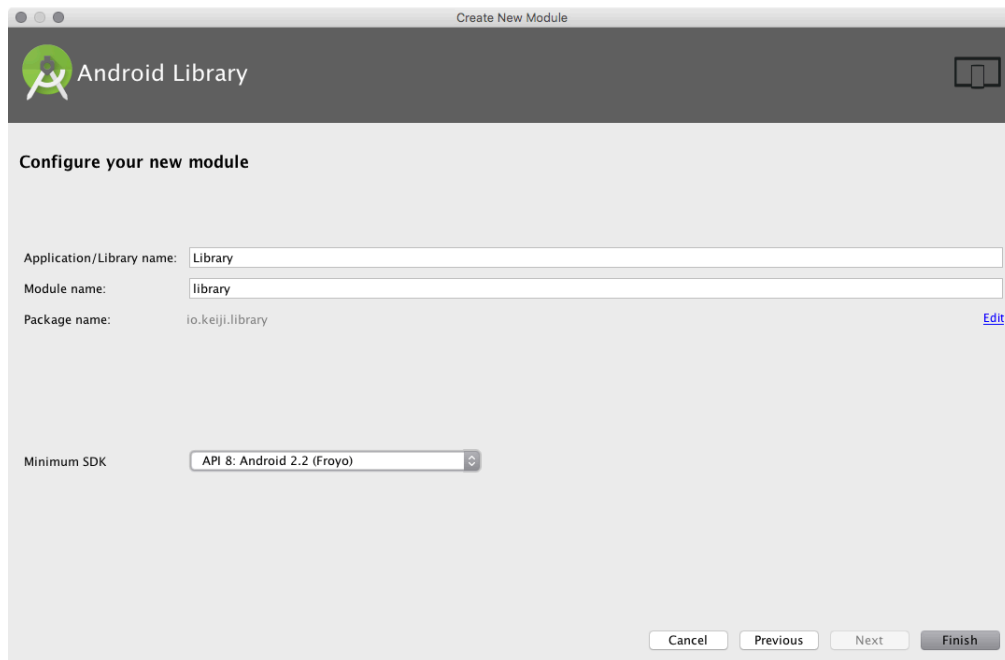 Create New Module
Android Library
Configure your new module
Application/Library name: Library
Module name: library
Package name: io.keiji.library Edit
Minimum SDK API 8: Android 2.2 (Froyo)
Cancel Previous Next Finish